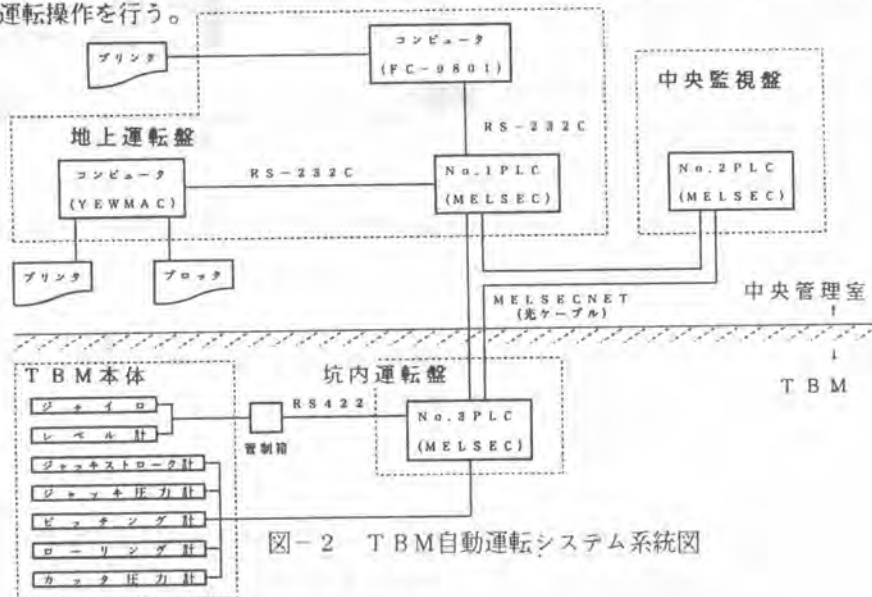 運転操作を行う。
プリンタ
コンピュータ
(FC-9801)
中央監視盤
RS-232C
地上運転盤
コンピュータ
(YEWMAC)
RS-232C
No.1PLC
(MELSEC)
No.2PLC
(MELSEC)
プリンタ
プロッタ
MELSECNET
(光ケーブル)
中央管理室
↑
↓
TBM
TBM本体
坑内運転盤
ジャイロ
レベル計
RS422
管制箱
No.3PLC
(MELSEC)
ジャッキストローク計
ジャッキ圧力計
ピッチング計
ローリング計
カッタ圧力計
図-2 TBM自動運転システム系統図